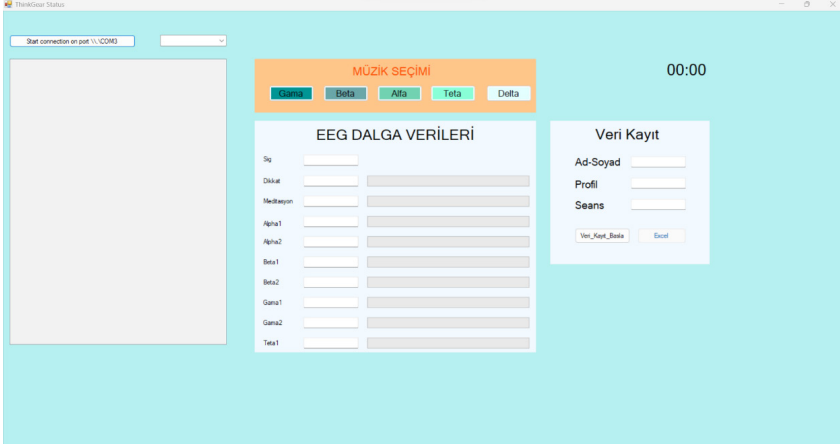 ThinkGear Status
Start connection on port \\.\COM3
MÜZİK SEÇİMİ
00:00
Gama Beta Alfa Teta Delta
EEG DALGA VERİLERİ
Veri Kayıt
Sig
Ad-Soyad
Dikkat
Profil
Meditasyon
Seans
Alpha1
Alpha2
Veri_Kayıt_Basla Excel
Beta1
Beta2
Gama1
Gama2
Teta1